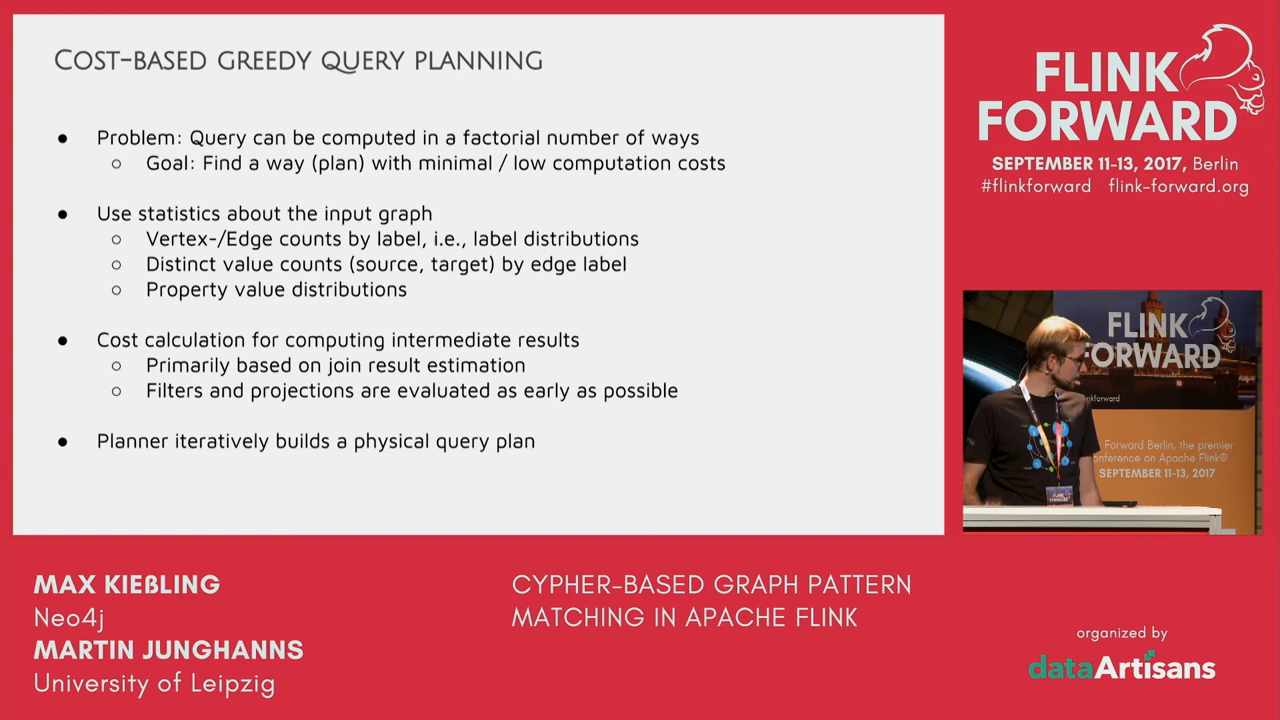 COST-BASED GREEDY QUERY PLANNING
● Problem: Query can be computed in a factorial number of ways
○ Goal: Find a way (plan) with minimal / low computation costs
● Use statistics about the input graph
○ Vertex-/Edge counts by label, i.e., label distributions
○ Distinct value counts (source, target) by edge label
○ Property value distributions
● Cost calculation for computing intermediate results
○ Primarily based on join result estimation
○ Filters and projections are evaluated as early as possible
● Planner iteratively builds a physical query plan
FLINK
FORWARD
SEPTEMBER 11-13, 2017, Berlin
#flinkforward flink-forward.org
FLINK
FORWARD
Forward Berlin, the premier
conference on Apache Flink®
SEPTEMBER 11-13, 2017
MAX KIEßLING
Neo4j
MARTIN JUNGHANNS
University of Leipzig
CYPHER-BASED GRAPH PATTERN
MATCHING IN APACHE FLINK
organized by
dataArtisans